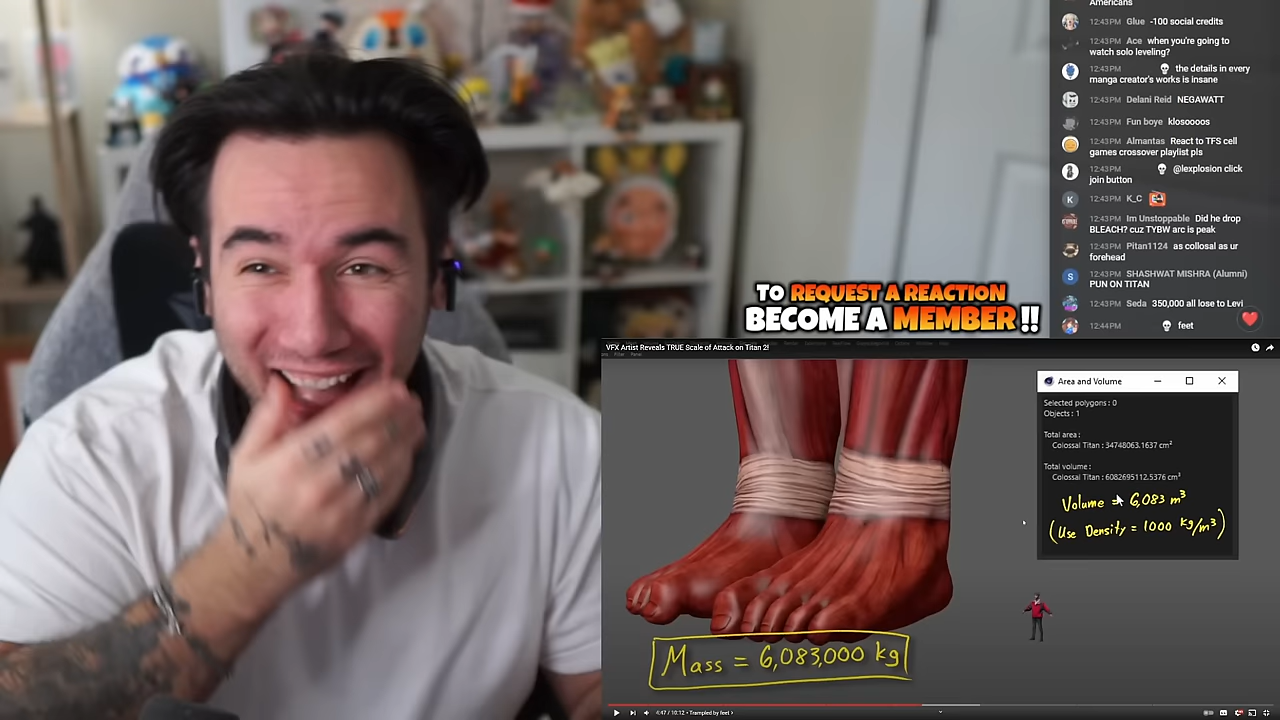 Americans
12:43PM Glue -100 social credits
12:43PM Ace when you're going to
watch solo leveling?
12:43PM 💀 the details in every
manga creator's works is insane
12:43PM Delani Reid NEGAWATT
12:43PM Fun boye klosoooos
12:43PM Almantas React to TFS cell
games crossover playlist pls
12:43PM 💀 @lexplosion click
join button
K 12:43PM K_C
12:43PM Im Unstoppable Did he drop
BLEACH? cuz TYBW arc is peak
12:43PM Pitan1124 as collosal as ur
forehead
S 12:43PM SHASHWAT MISHRA (Alumni)
PUN ON TITAN
12:43PM Seda 350,000 all lose to Levi
12:44PM 💀 feet
TO REQUEST A REACTION
BECOME A MEMBER !!
VFX Artist Reveals TRUE Scale of Attack on Titan 2!
Area and Volume
Selected polygons : 0
Objects : 1
Total area :
Colossal Titan : 34748063.1637 cm²
Total volume :
Colossal Titan : 6082695112.5376 cm³
Volume = 6,083 m³
(Use Density = 1000 kg/m³)
Mass = 6,083,000 kg
4:47 / 10:12 • Trampled by feet >